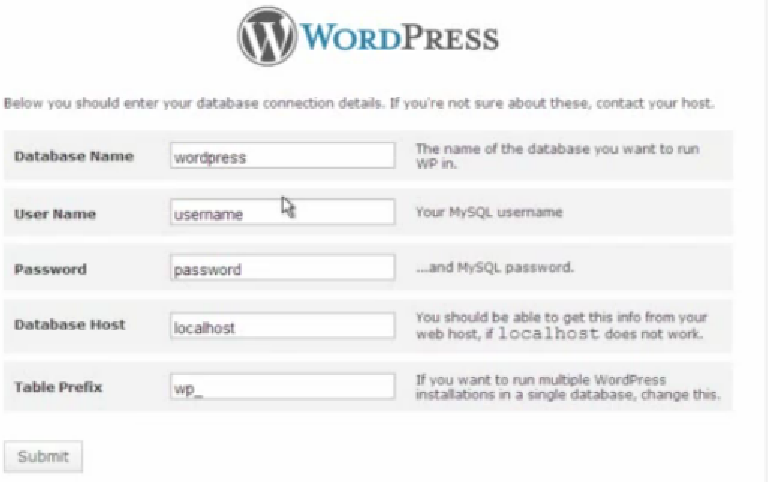 WORDPRESS
Below you should enter your database connection details. If you're not sure about these, contact your host.
Database Name
wordpress
The name of the database you want to run
WP in.
User Name
username
Your MySQL username
Password
password
...and MySQL password.
Database Host
localhost
You should be able to get this info from your
web host, if localhost does not work.
Table Prefix
wp_
If you want to run multiple WordPress
installations in a single database, change this.
Submit